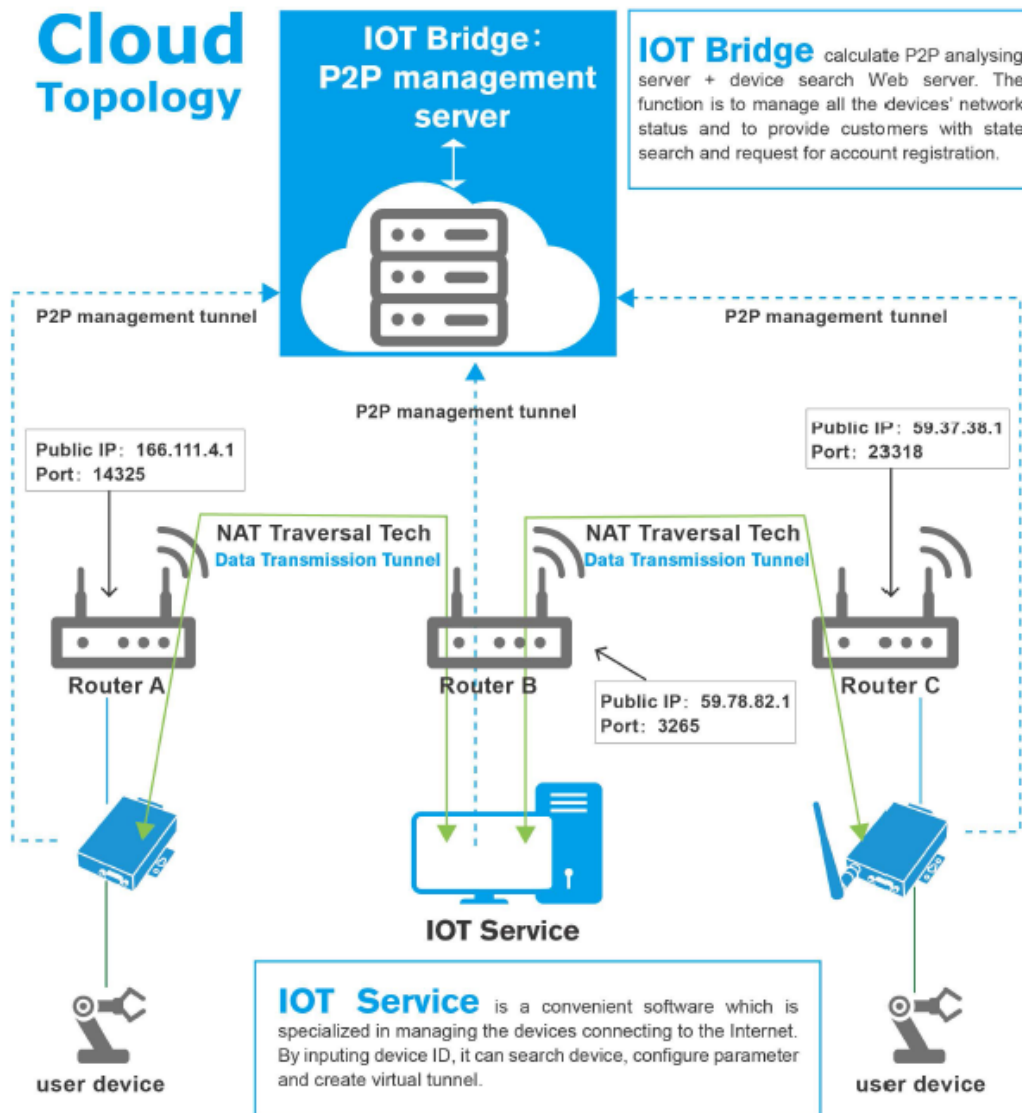 Cloud
Topology
IOT Bridge:
P2P management
server
IOT Bridge calculate P2P analysing
server + device search Web server. The
function is to manage all the devices' network
status and to provide customers with state
search and request for account registration.
P2P management tunnel
P2P management tunnel
P2P management tunnel
Public IP: 166.111.4.1
Port: 14325
Public IP: 59.37.38.1
Port: 23318
NAT Traversal Tech
Data Transmission Tunnel
NAT Traversal Tech
Data Transmission Tunnel
Router A
Router B
Router C
Public IP: 59.78.82.1
Port: 3265
IOT Service
IOT Service is a convenient software which is
specialized in managing the devices connecting to the Internet.
By inputing device ID, it can search device, configure parameter
and create virtual tunnel.
user device
user device